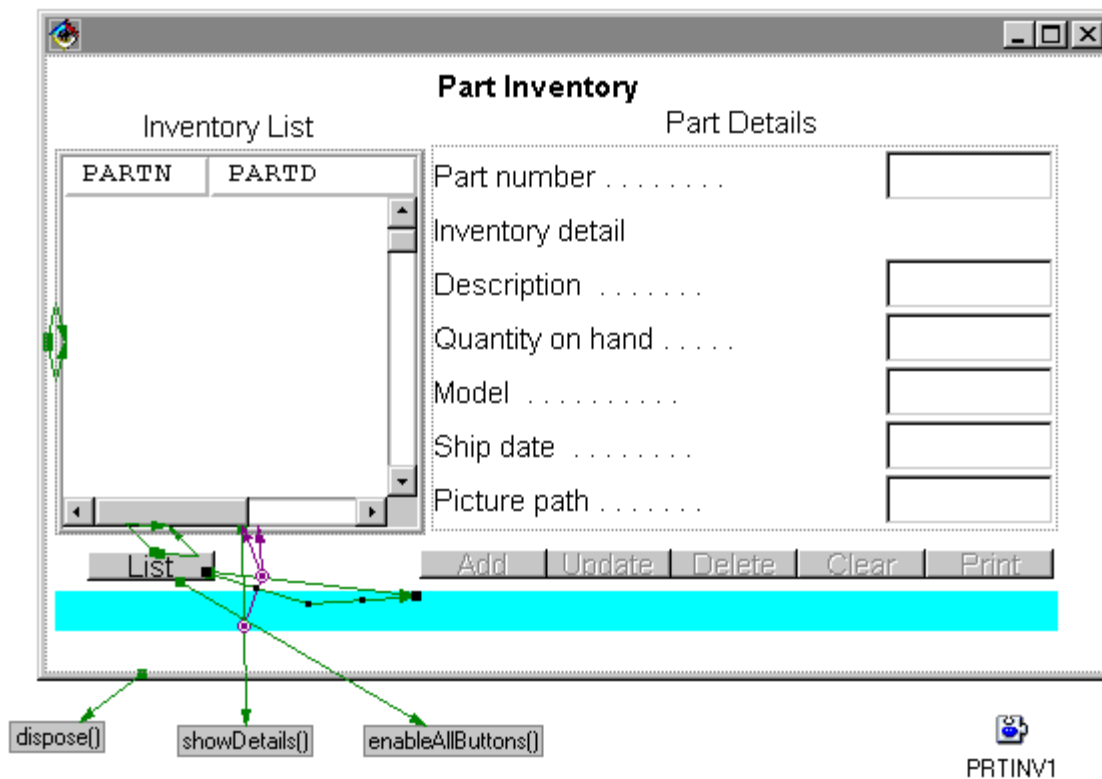 Part Inventory
Inventory List
Part Details
PARTN PARTD
Part number . . . . . . . .
Inventory detail
Description . . . . . . .
Quantity on hand . . . . .
Model . . . . . . . . . .
Ship date . . . . . . . .
Picture path . . . . . . .
List
Add Update Delete Clear Print
dispose() showDetails() enableAllButtons()
PRTINV1